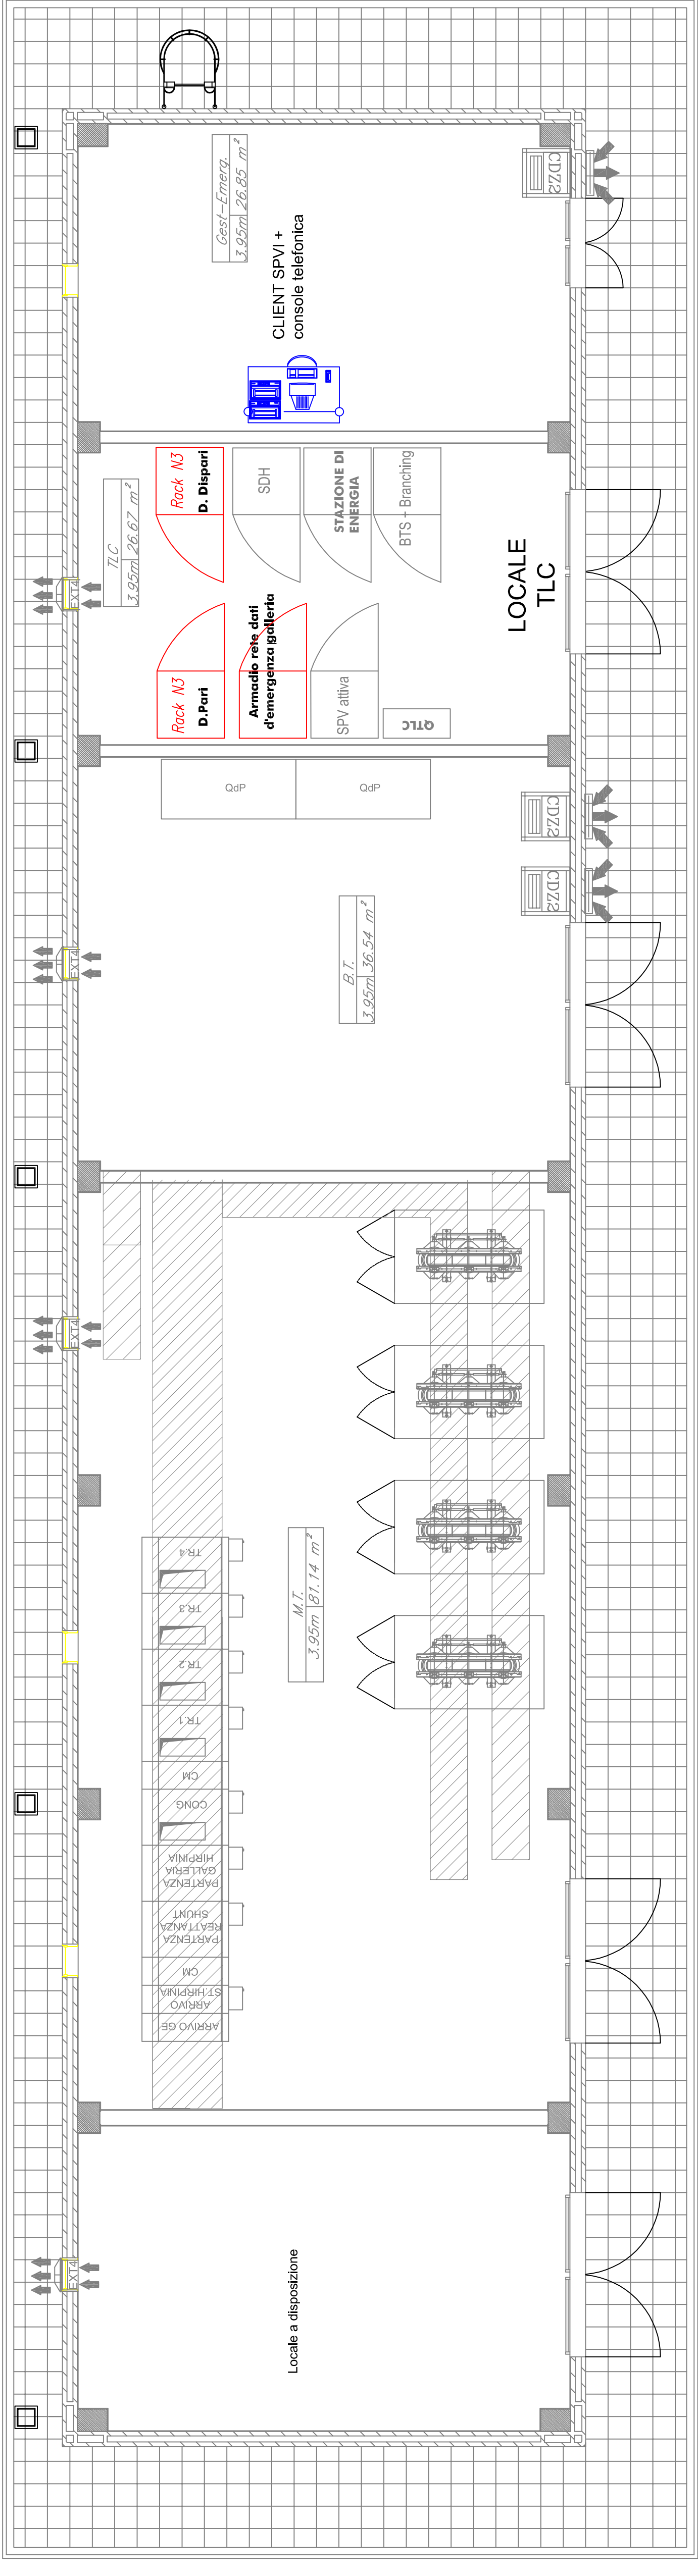 Gest-Emerg.
3.95m 26.85 m²
CDZS
CLIENT SPVI +
console telefonica
Rack N3
D. Dispari
SDH
STAZIONE DI
ENERGIA
BTS + Branching
TLC
3.95m 26.67 m²
EXT4
LOCALE
TLC
Rack N3
D.Pari
Armadio rete dati
d'emergenza galleria
SPV attiva
QTLC
QdP
QdP
CDZS
CDZS
B.T.
3.95m 36.54 m²
EXT4
EXT4
M.T.
3.95m 81.14 m²
TR.4
TR.3
TR.2
TR.1
CM
CONG
PARTENZA
GALLERIA
HIRPINIA
PARTENZA
REATTANZA
SHUNT
CM
ARRIVO
ST.HIRPINIA
ARRIVO GE
EXT4
Locale a disposizione